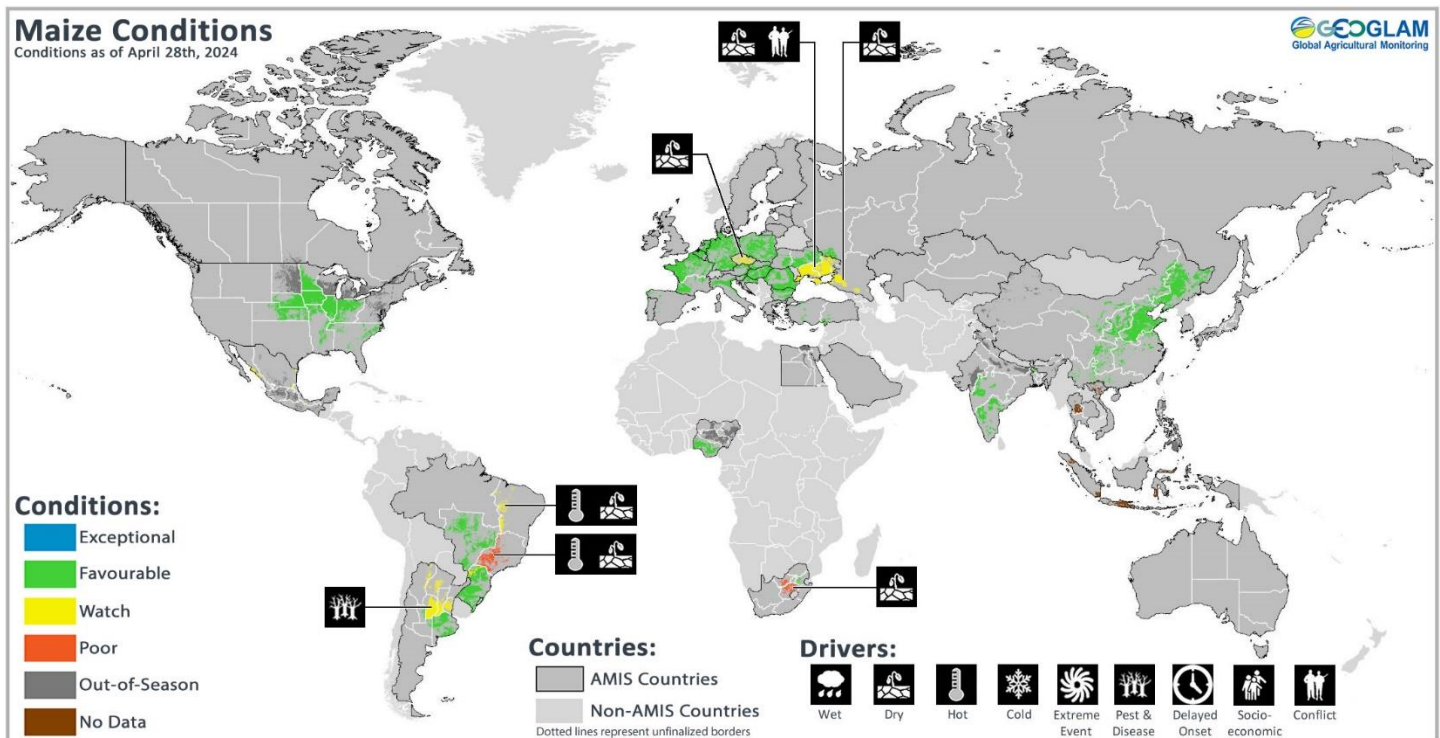 Maize Conditions
Conditions as of April 28th, 2024
GEOGLAM
Global Agricultural Monitoring
Conditions:
Exceptional
Favourable
Watch
Poor
Out-of-Season
No Data
Countries:
AMIS Countries
Non-AMIS Countries
Dotted lines represent unfinalized borders
Drivers:
Wet
Dry
Hot
Cold
Extreme
Event
Pest &
Disease
Delayed
Onset
Socio-
economic
Conflict